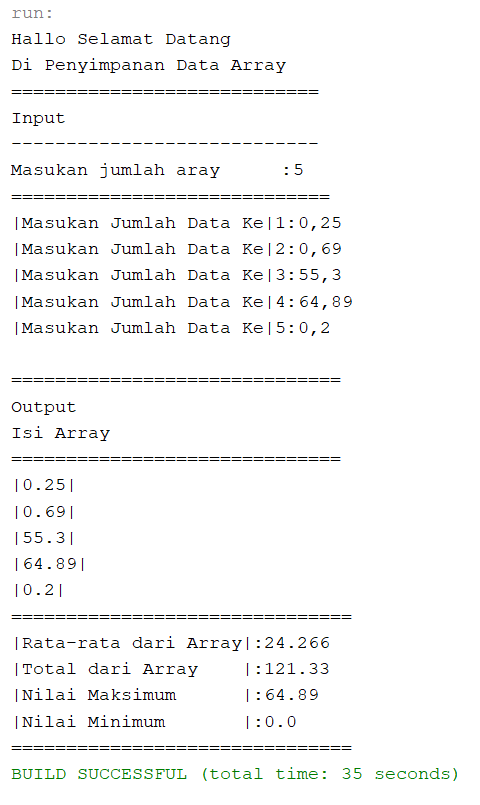 run:
Hallo Selamat Datang
Di Penyimpanan Data Array
============================
Input
----------------------------
Masukan jumlah aray      :5
=============================
|Masukan Jumlah Data Ke|1:0,25
|Masukan Jumlah Data Ke|2:0,69
|Masukan Jumlah Data Ke|3:55,3
|Masukan Jumlah Data Ke|4:64,89
|Masukan Jumlah Data Ke|5:0,2
==============================
Output
Isi Array
==============================
|0.25|
|0.69|
|55.3|
|64.89|
|0.2|
===============================
|Rata-rata dari Array|:24.266
|Total dari Array    |:121.33
|Nilai Maksimum      |:64.89
|Nilai Minimum       |:0.0
===============================
BUILD SUCCESSFUL (total time: 35 seconds)